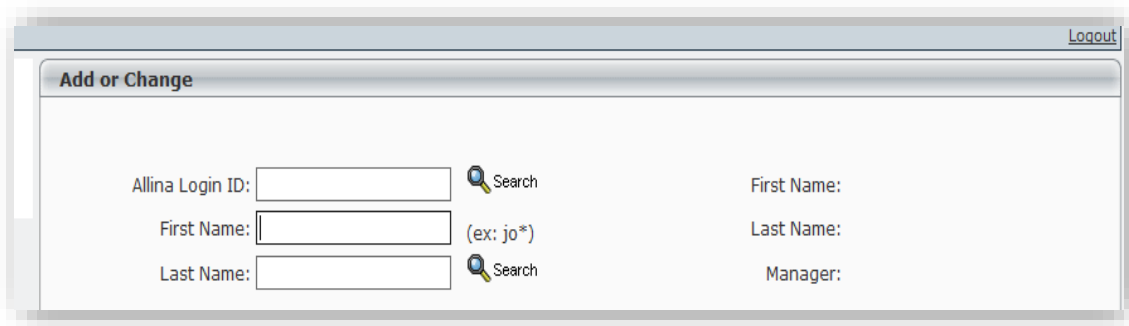 Logout
Add or Change
Allina Login ID: Search First Name:
First Name: (ex: jo*) Last Name:
Last Name: Search Manager: